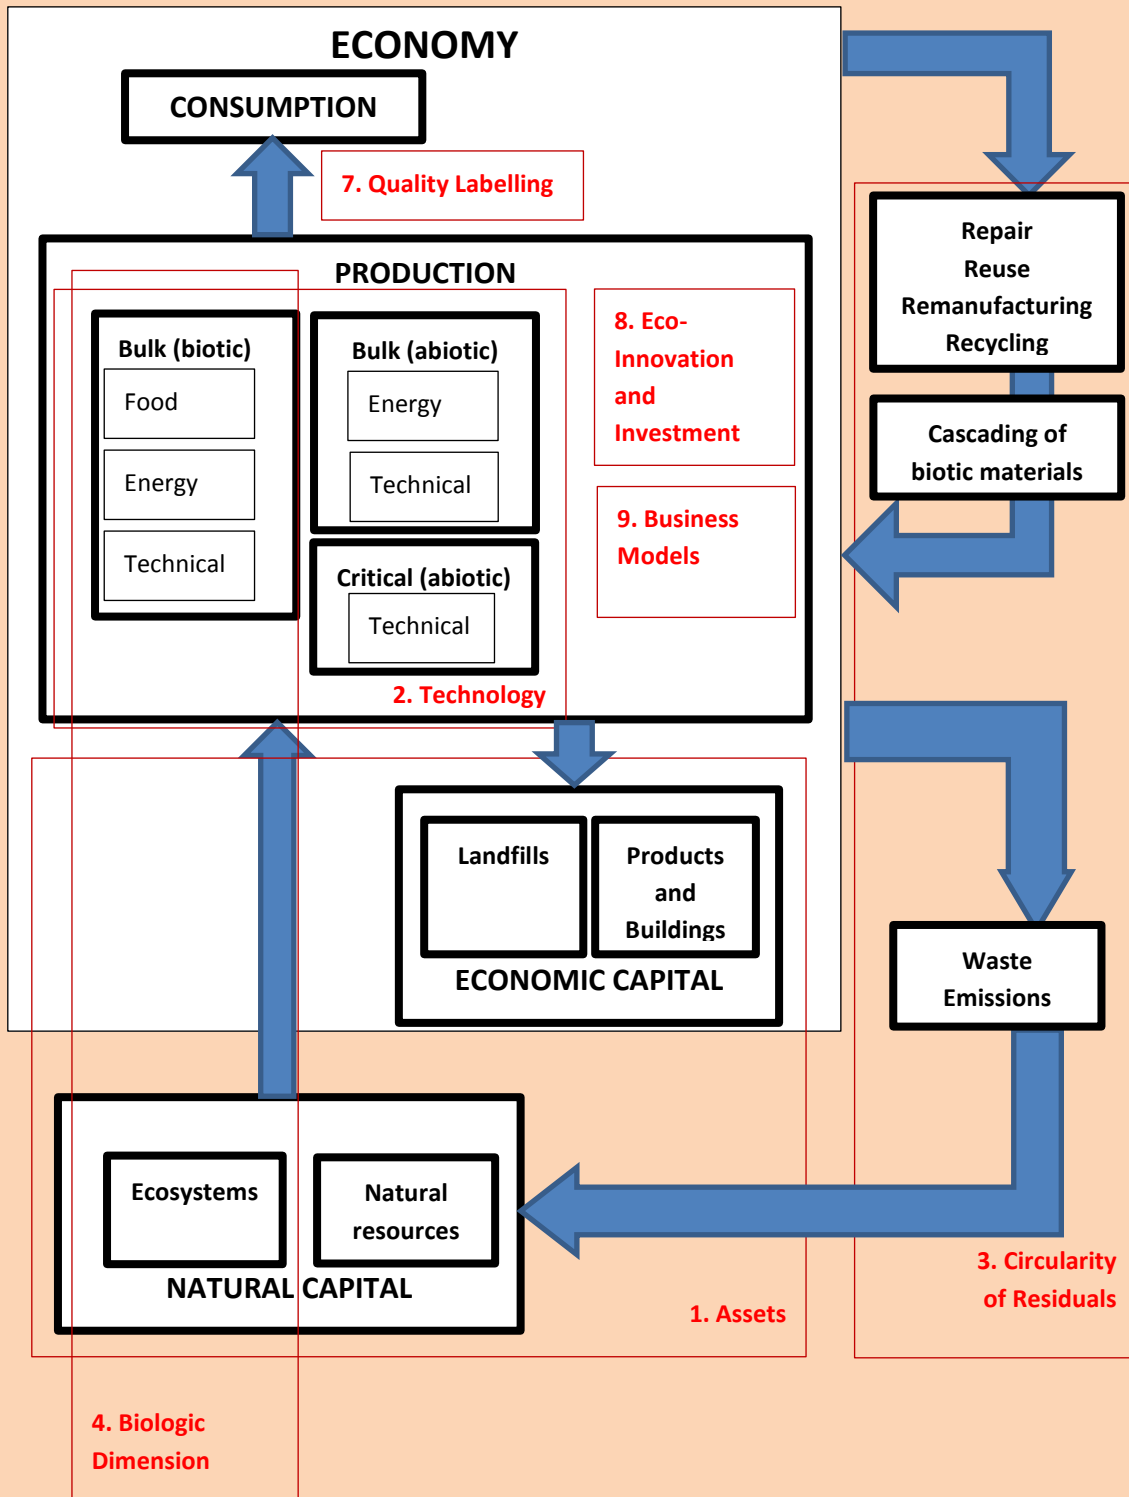 ECONOMY
CONSUMPTION
7. Quality Labelling
PRODUCTION
Bulk (biotic)
Food
Energy
Technical
Bulk (abiotic)
Energy
Technical
Critical (abiotic)
Technical
2. Technology
8. Eco-
Innovation
and
Investment
9. Business
Models
Repair
Reuse
Remanufacturing
Recycling
Cascading of
biotic materials
Landfills
Products
and
Buildings
ECONOMIC CAPITAL
Waste
Emissions
Ecosystems
Natural
resources
NATURAL CAPITAL
1. Assets
3. Circularity
of Residuals
4. Biologic
Dimension